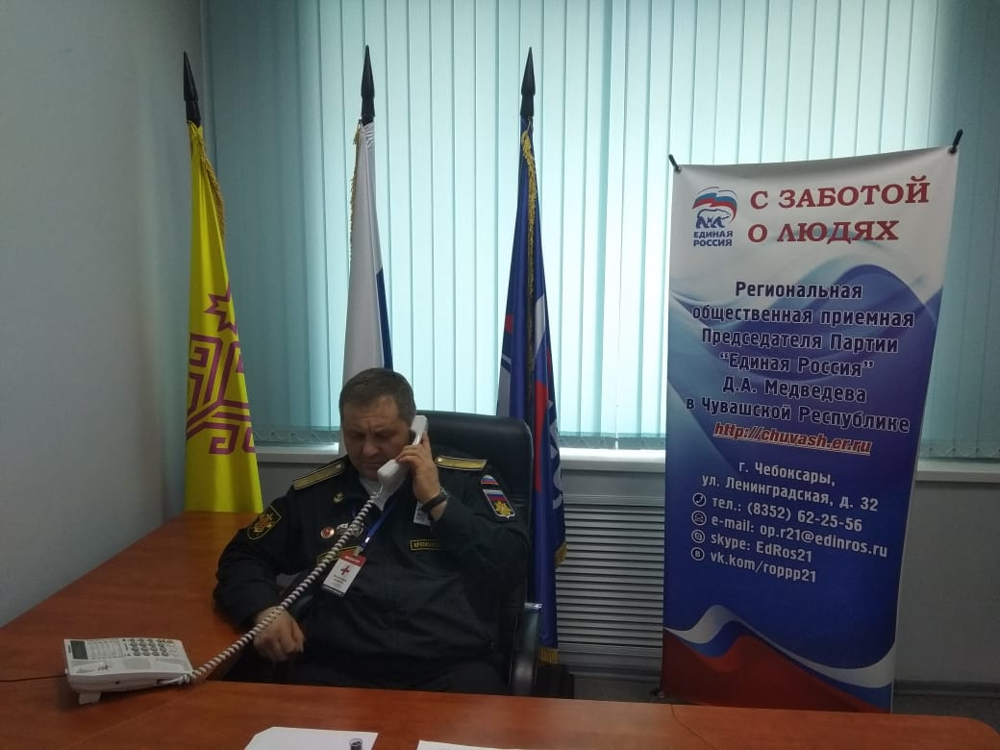 ЕДИНАЯ
РОССИЯ
С ЗАБОТОЙ
О ЛЮДЯХ
Региональная
общественная приемная
Председателя Партии
“Единая Россия”
Д.А. Медведева
в Чувашской Республике
http://chuvash.er.ru
г. Чебоксары,
ул. Ленинградская, д. 32
тел.: (8352) 62-25-56
e-mail: op.r21@edinros.ru
skype: EdRos21
vk.kom/roppp21